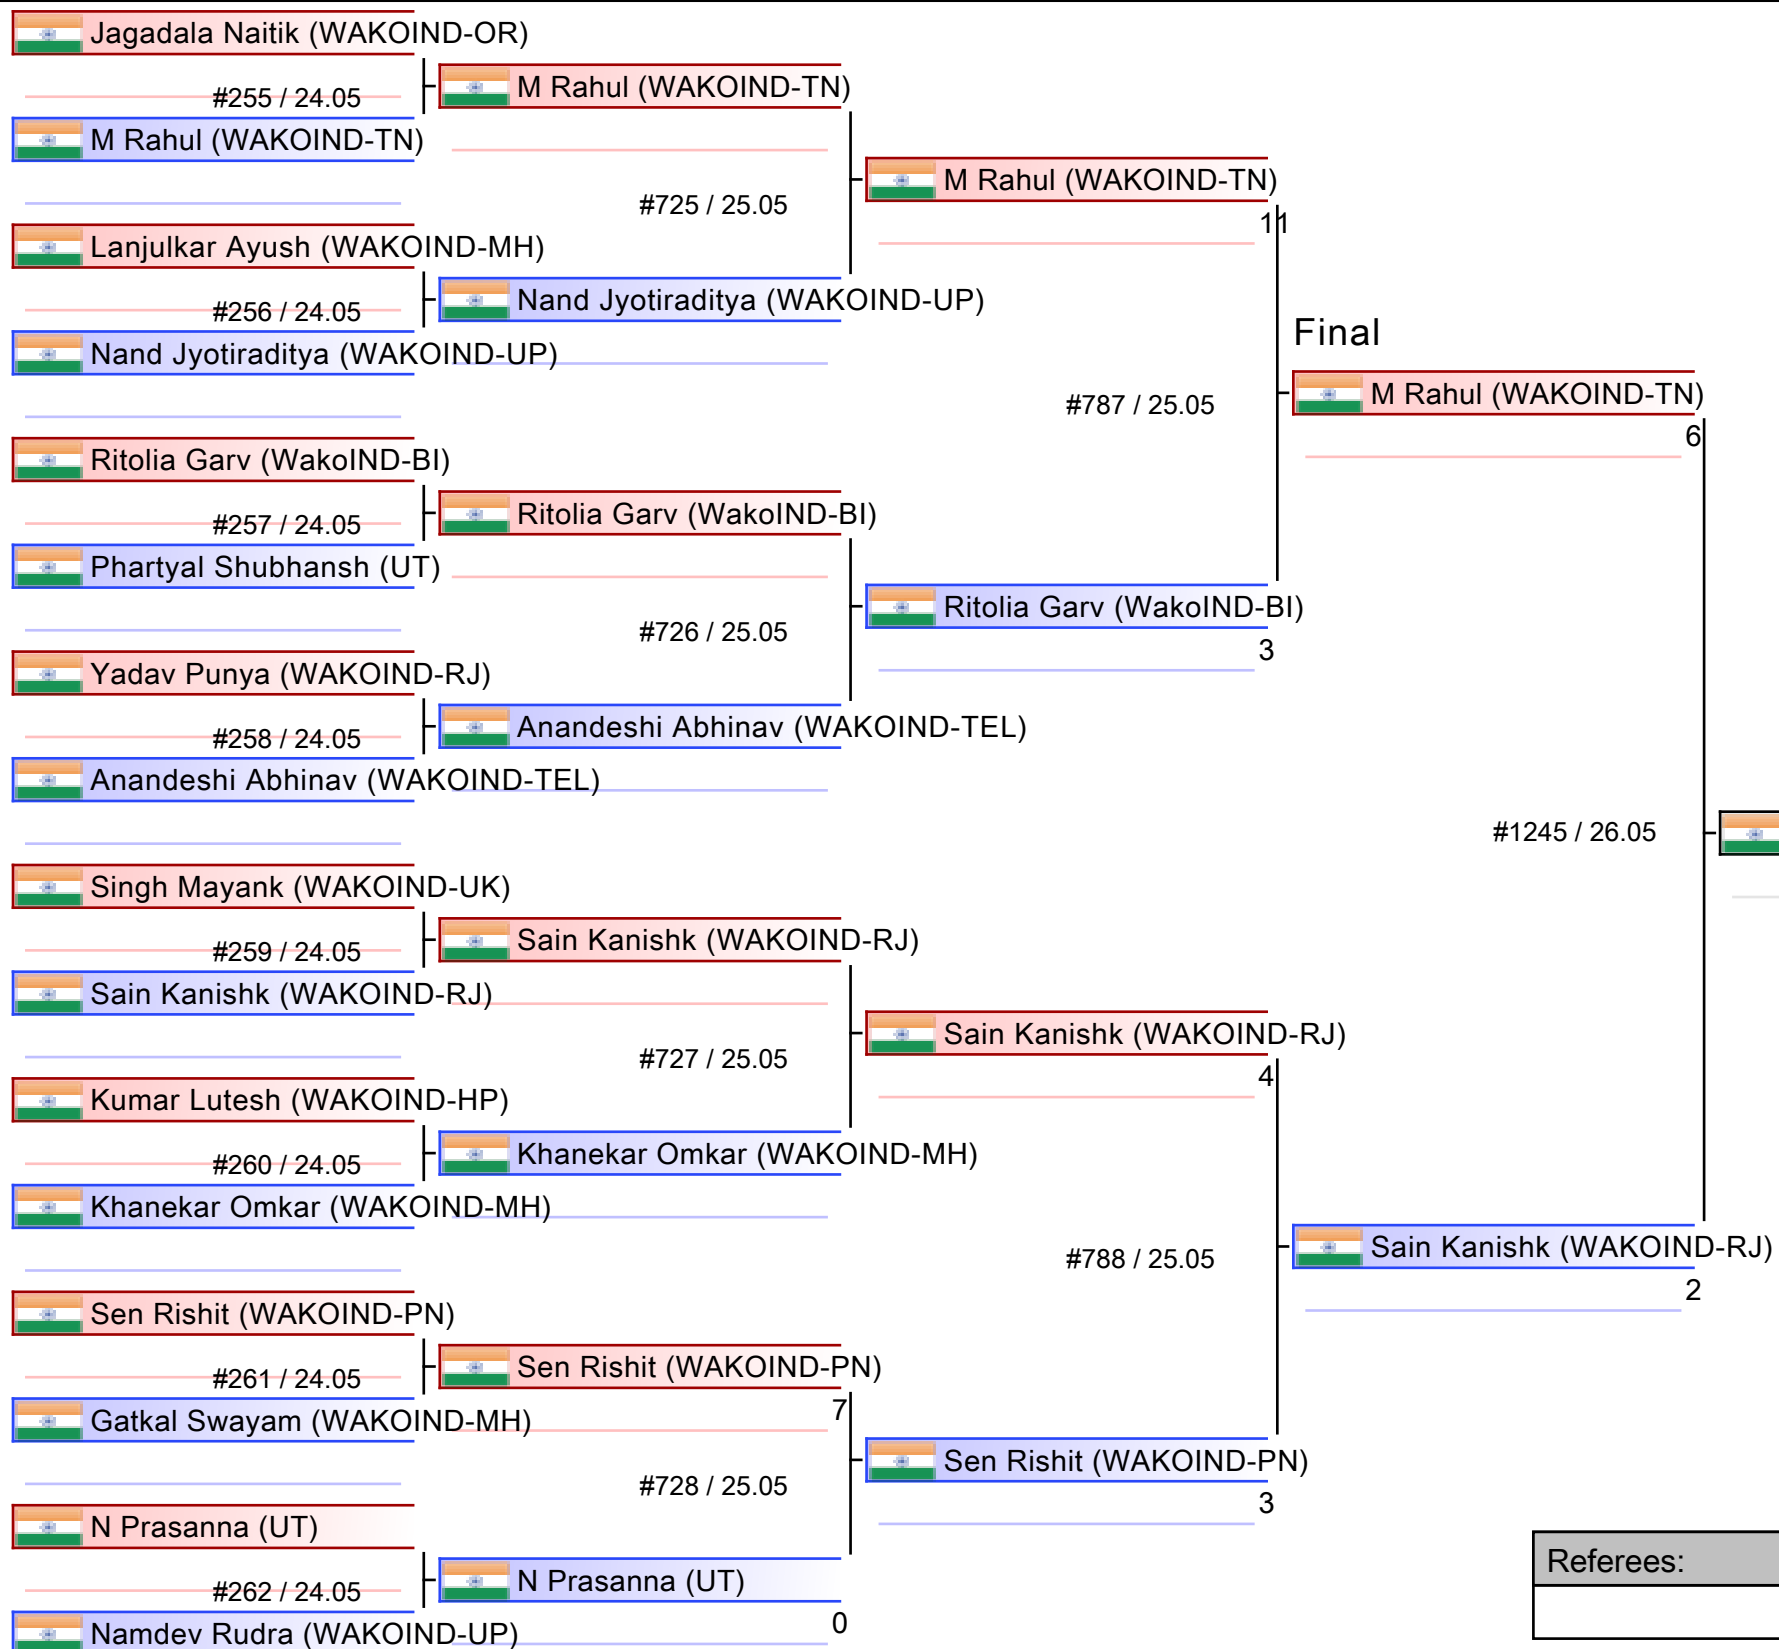 Jagadala Naitik (WAKOIND-OR)
#255 / 24.05
M Rahul (WAKOIND-TN)
Lanjulkar Ayush (WAKOIND-MH)
#256 / 24.05
Nand Jyotiraditya (WAKOIND-UP)
Ritolia Garv (WakoIND-BI)
#257 / 24.05
Phartyal Shubhansh (UT)
Yadav Punya (WAKOIND-RJ)
#258 / 24.05
Anandeshi Abhinav (WAKOIND-TEL)
Singh Mayank (WAKOIND-UK)
#259 / 24.05
Sain Kanishk (WAKOIND-RJ)
Kumar Lutesh (WAKOIND-HP)
#260 / 24.05
Khanekar Omkar (WAKOIND-MH)
Sen Rishit (WAKOIND-PN)
#261 / 24.05
Gatkal Swayam (WAKOIND-MH)
N Prasanna (UT)
#262 / 24.05
Namdev Rudra (WAKOIND-UP)
M Rahul (WAKOIND-TN)
#725 / 25.05
Nand Jyotiraditya (WAKOIND-UP)
Ritolia Garv (WakoIND-BI)
#726 / 25.05
Anandeshi Abhinav (WAKOIND-TEL)
Sain Kanishk (WAKOIND-RJ)
#727 / 25.05
Khanekar Omkar (WAKOIND-MH)
Sen Rishit (WAKOIND-PN)
7
#728 / 25.05
N Prasanna (UT)
0
M Rahul (WAKOIND-TN)
11
#787 / 25.05
Ritolia Garv (WakoIND-BI)
3
Sain Kanishk (WAKOIND-RJ)
4
#788 / 25.05
Sen Rishit (WAKOIND-PN)
3
Final
M Rahul (WAKOIND-TN)
6
#1245 / 26.05
Sain Kanishk (WAKOIND-RJ)
2
Referees: